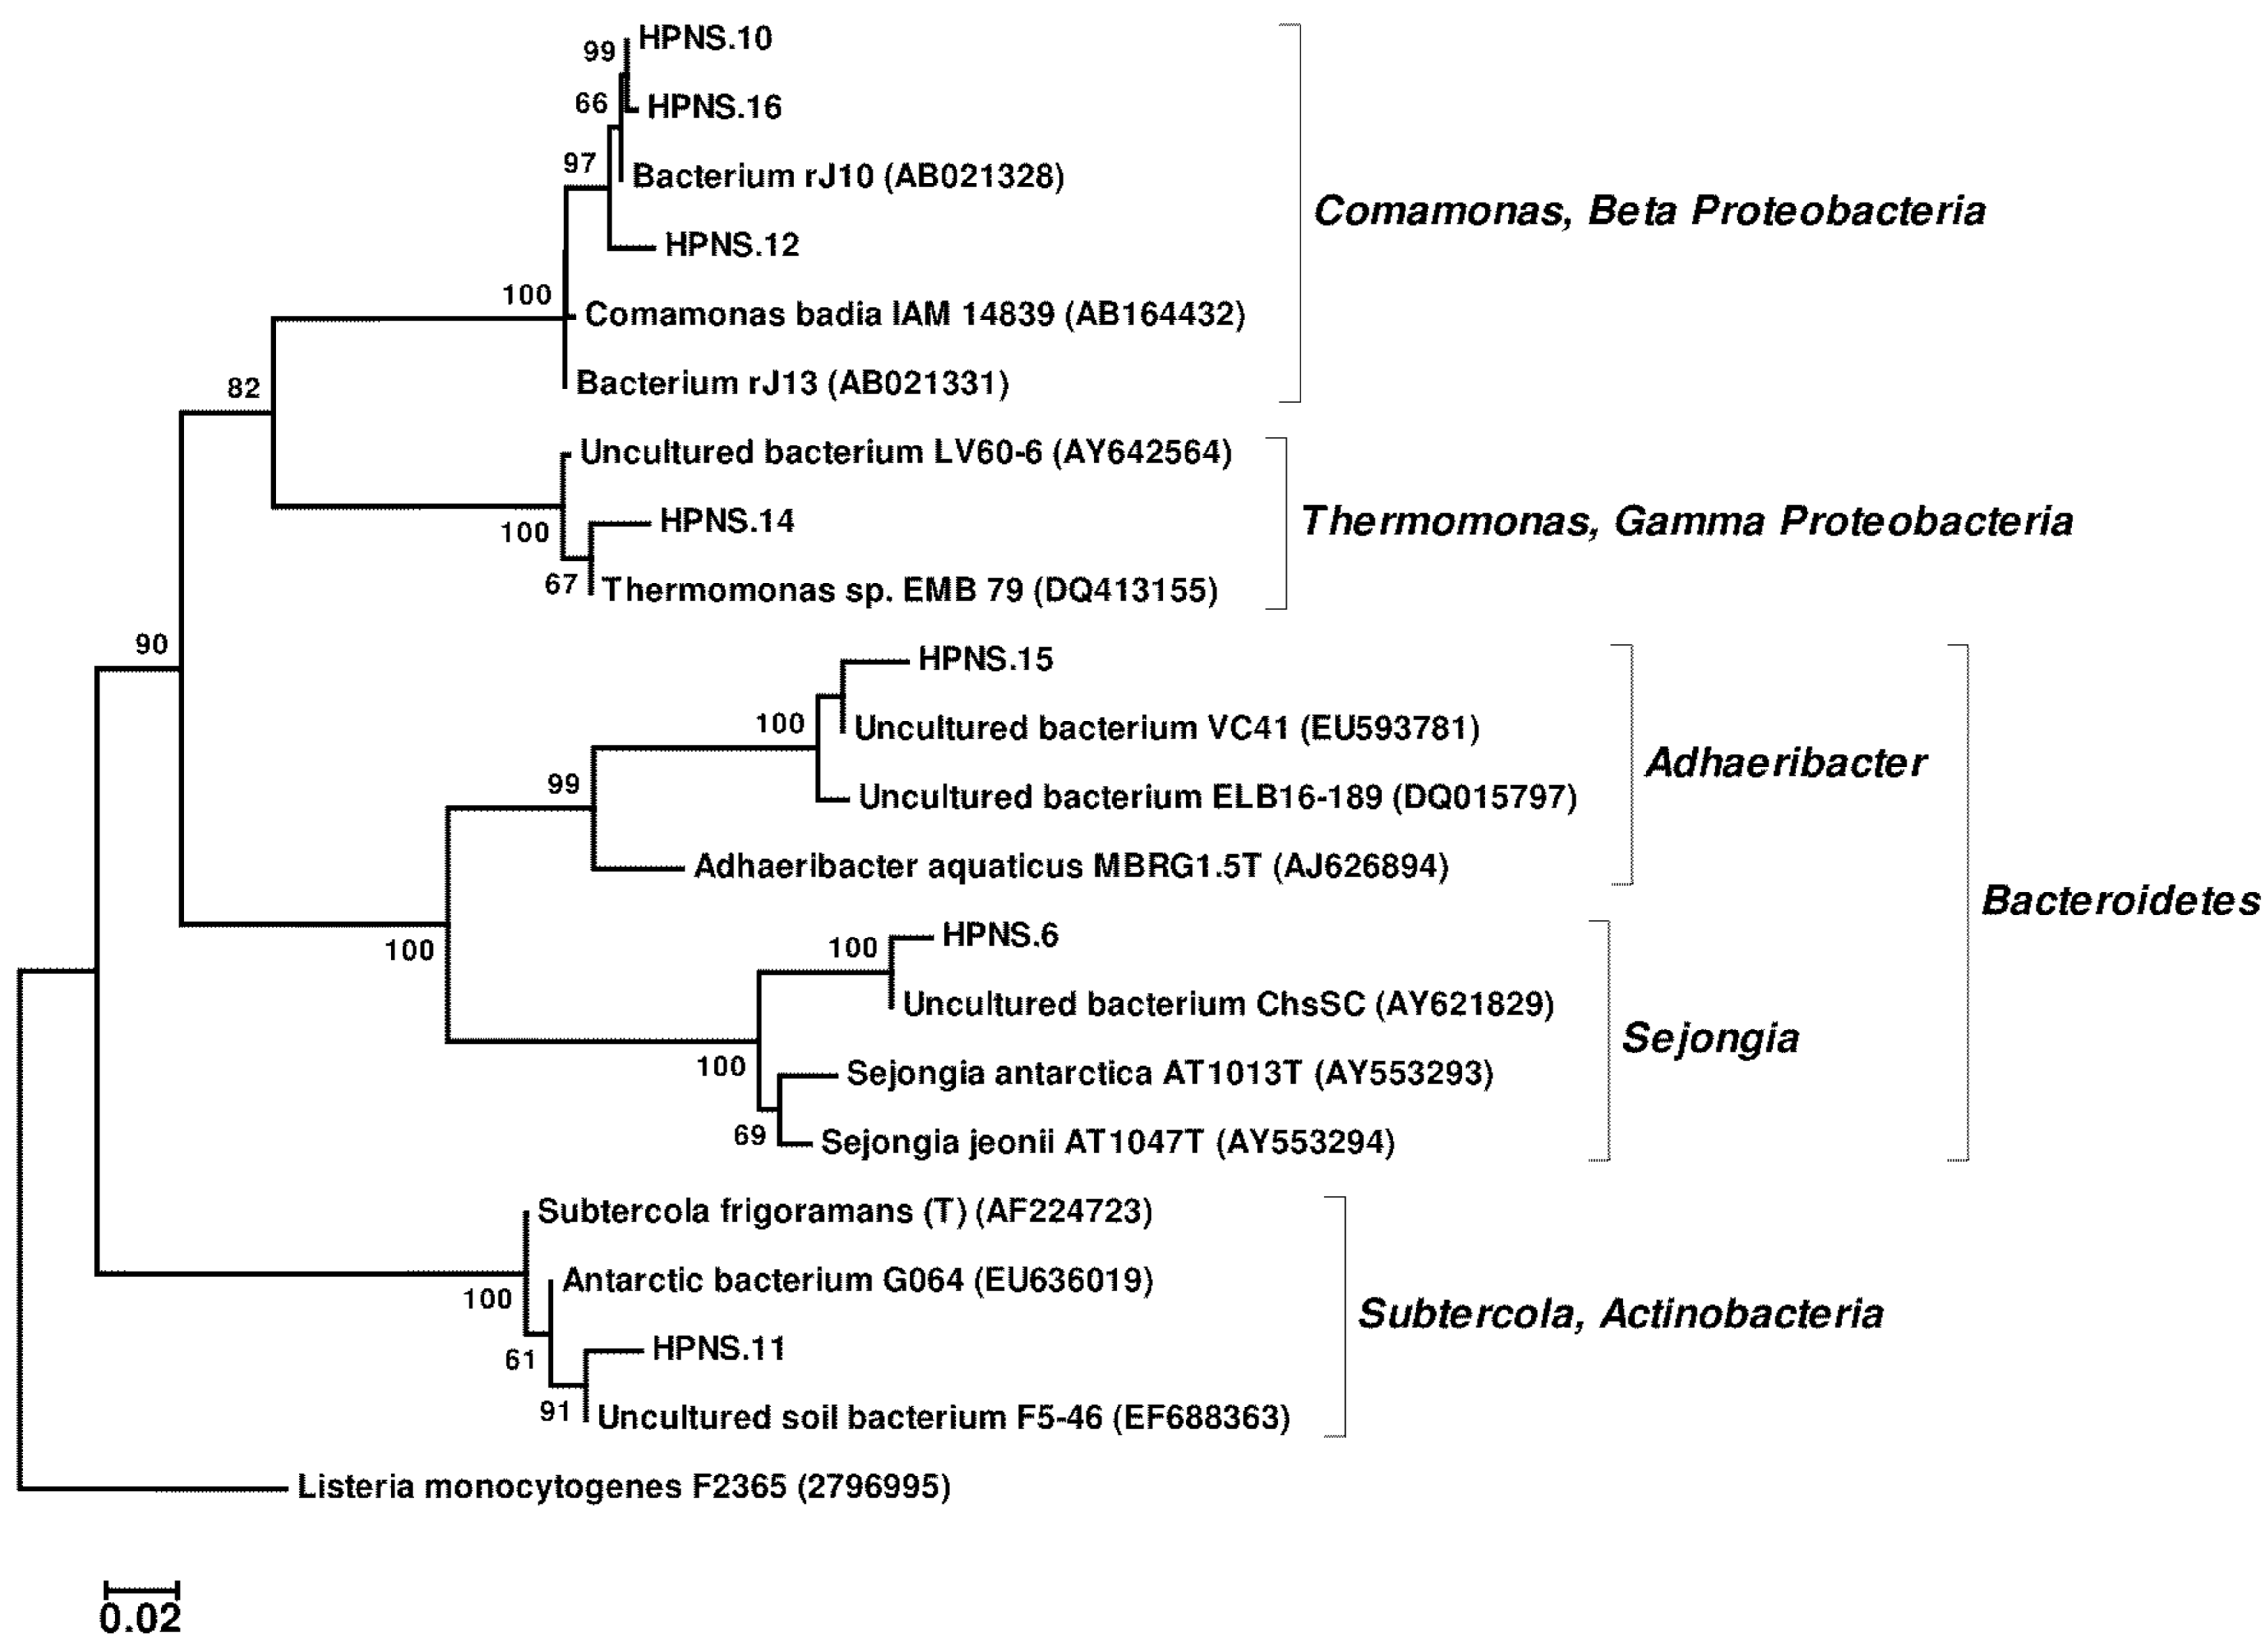 HPNS.10
99
HPNS.16
66
97
Bacterium rJ10 (AB021328)
Comamonas, Beta Proteobacteria
HPNS.12
100
Comamonas badia IAM 14839 (AB164432)
82
Bacterium rJ13 (AB021331)
Uncultured bacterium LV60-6 (AY642564)
HPNS.14
Thermomonas, Gamma Proteobacteria
100
67
Thermomonas sp. EMB 79 (DQ413155)
90
HPNS.15
100
Uncultured bacterium VC41 (EU593781)
Adhaeribacter
99
Uncultured bacterium ELB16-189 (DQ015797)
Adhaeribacter aquaticus MBRG1.5T (AJ626894)
Bacteroidetes
100
HPNS.6
100
Uncultured bacterium ChsSC (AY621829)
Sejongia
100
Sejongia antarctica AT1013T (AY553293)
69
Sejongia jeonii AT1047T (AY553294)
Subtercola frigoramans (T) (AF224723)
Antarctic bacterium G064 (EU636019)
100
Subtercola, Actinobacteria
61
HPNS.11
91
Uncultured soil bacterium F5-46 (EF688363)
Listeria monocytogenes F2365 (2796995)
0.02